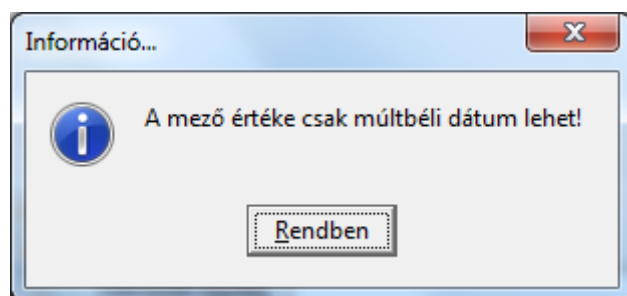 Információ...
A mező értéke csak múltbéli dátum lehet!
Rendben